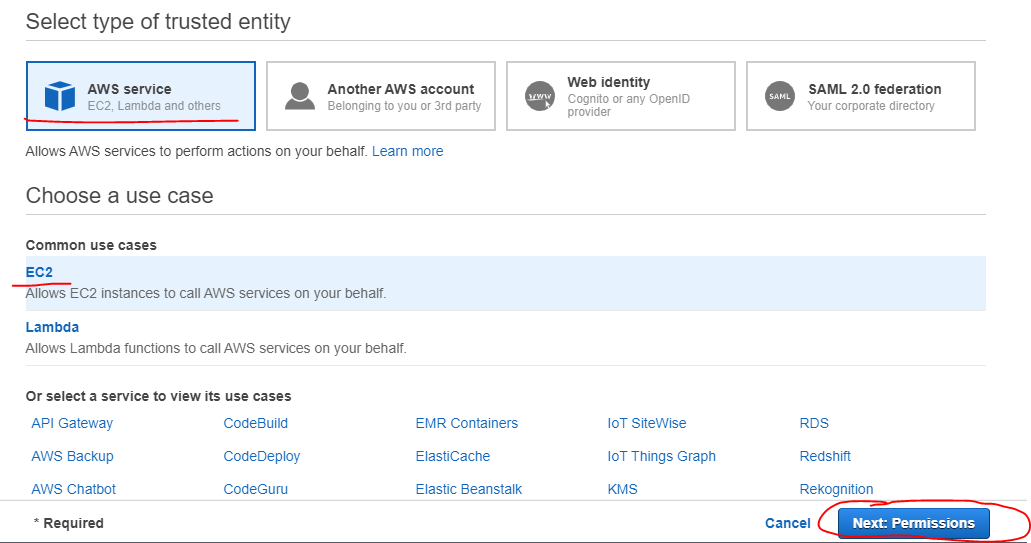 Select type of trusted entity
AWS service
EC2, Lambda and others
Another AWS account
Belonging to you or 3rd party
WWW
Web identity
Cognito or any OpenID
provider
SAML
SAML 2.0 federation
Your corporate directory
Allows AWS services to perform actions on your behalf. Learn more
Choose a use case
Common use cases
EC2
Allows EC2 instances to call AWS services on your behalf.
Lambda
Allows Lambda functions to call AWS services on your behalf.
Or select a service to view its use cases
API Gateway CodeBuild EMR Containers IoT SiteWise RDS
AWS Backup CodeDeploy ElastiCache IoT Things Graph Redshift
AWS Chatbot CodeGuru Elastic Beanstalk KMS Rekognition
* Required Cancel Next: Permissions